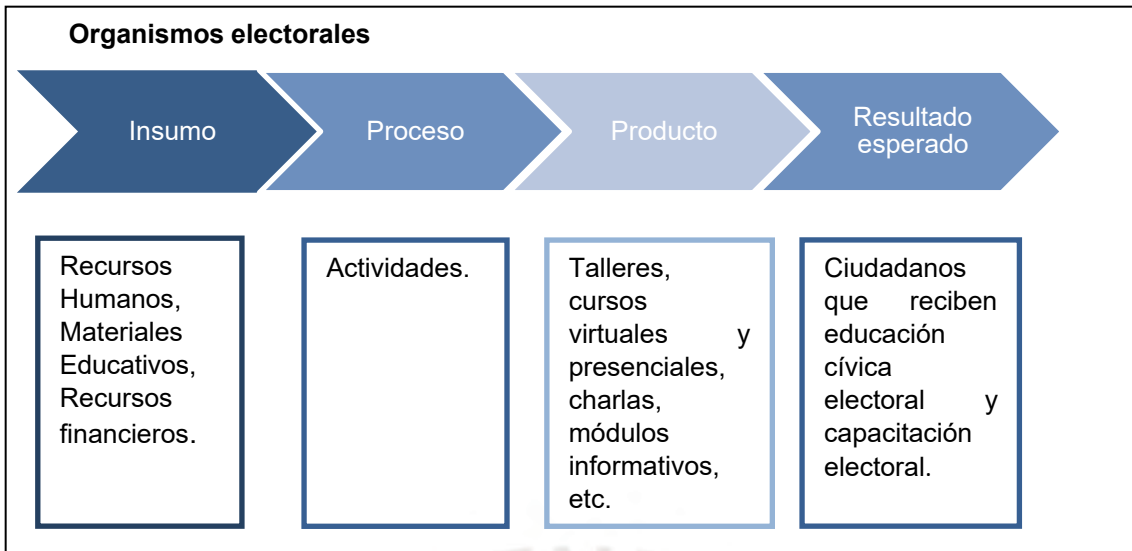 Organismos electorales
Insumo
Proceso
Producto
Resultado
esperado
Recursos
Humanos,
Materiales
Educativos,
Recursos
financieros.
Actividades.
Talleres,
cursos
virtuales y
presenciales,
charlas,
módulos
informativos,
etc.
Ciudadanos
que reciben
educación
cívica
electoral y
capacitación
electoral.